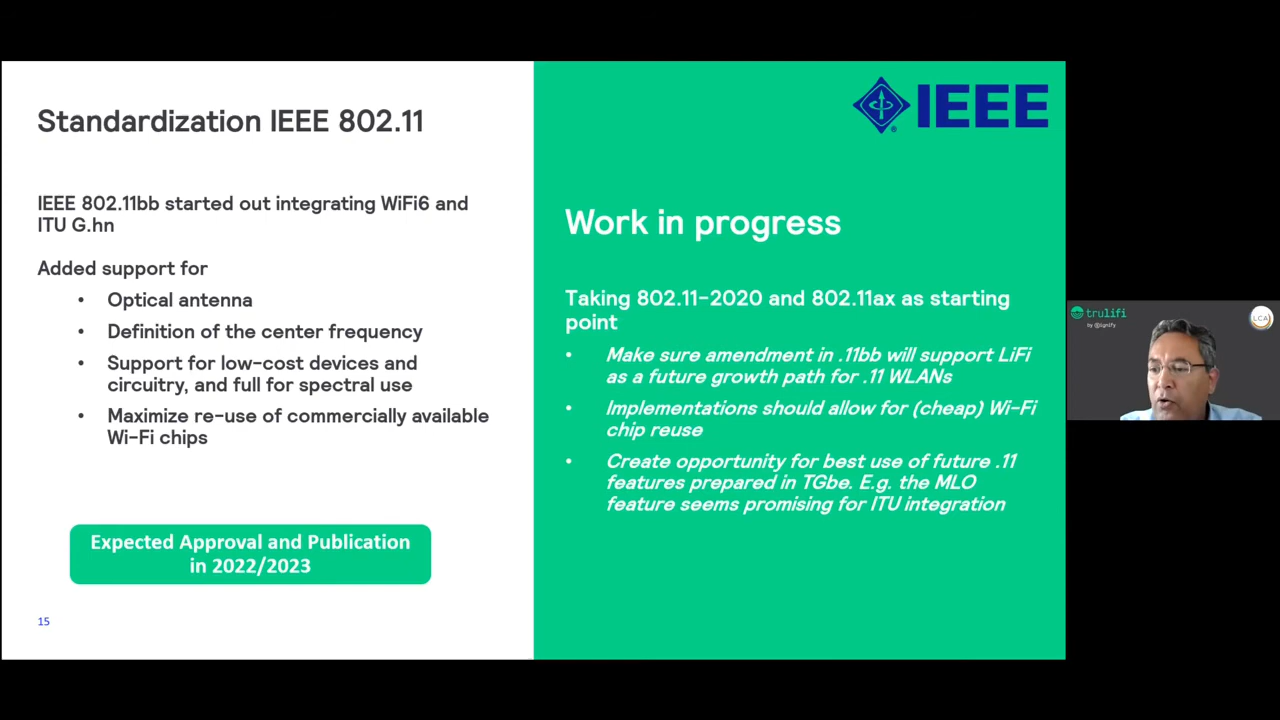 Standardization IEEE 802.11
IEEE 802.11bb started out integrating WiFi6 and
ITU G.hn
Added support for
• Optical antenna
• Definition of the center frequency
• Support for low-cost devices and
circuitry, and full for spectral use
• Maximize re-use of commercially available
Wi-Fi chips
Expected Approval and Publication
in 2022/2023
15
IEEE
Work in progress
Taking 802.11-2020 and 802.11ax as starting
point
• Make sure amendment in .11bb will support LiFi
as a future growth path for .11 WLANs
• Implementations should allow for (cheap) Wi-Fi
chip reuse
• Create opportunity for best use of future .11
features prepared in TGbe. E.g. the MLO
feature seems promising for ITU integration
trulifi
by Signify
LCA